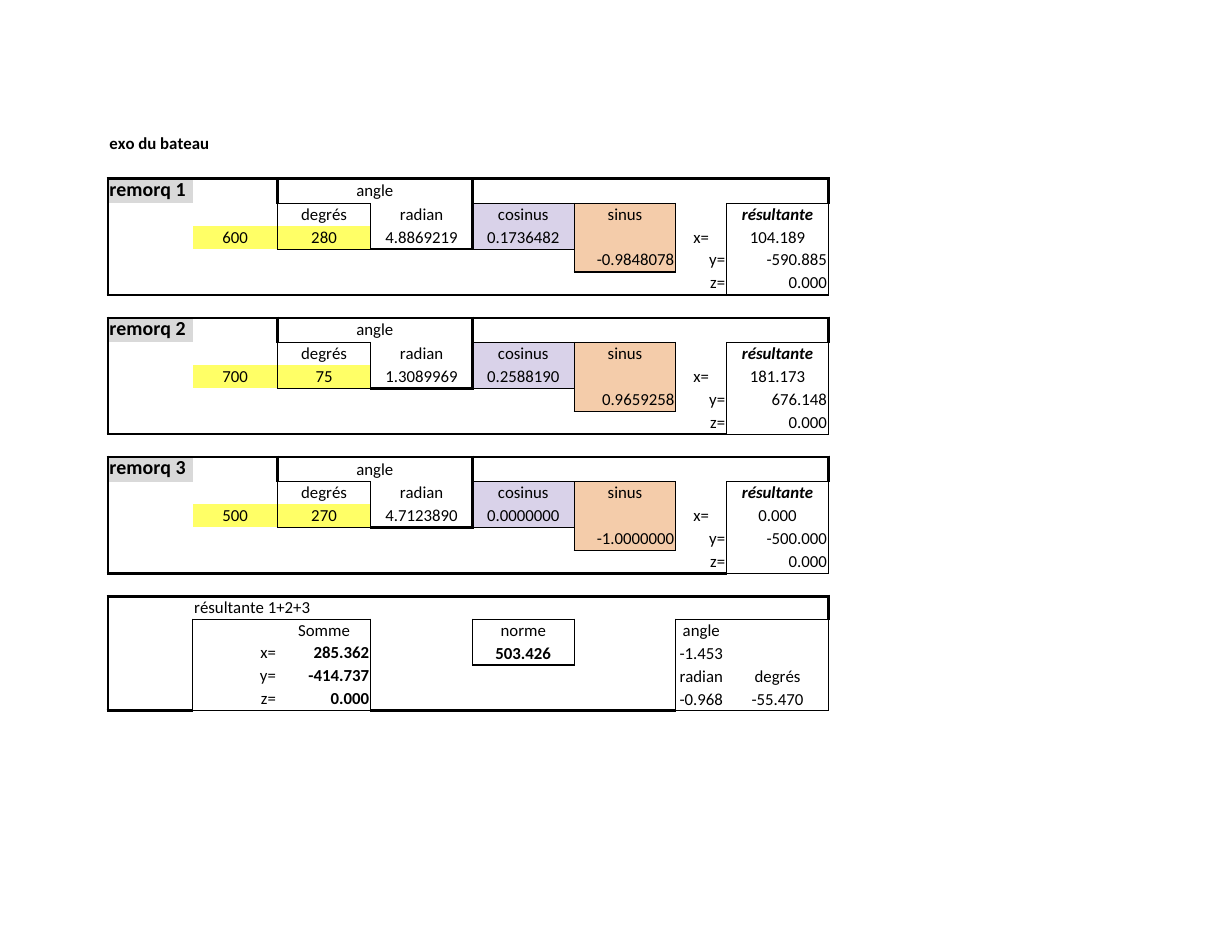 exo du bateau
remorq 1 angle
degrés radian cosinus sinus résultante
600 280 4.8869219 0.1736482 x= 104.189
-0.9848078 y= -590.885
z= 0.000
remorq 2 angle
degrés radian cosinus sinus résultante
700 75 1.3089969 0.2588190 x= 181.173
0.9659258 y= 676.148
z= 0.000
remorq 3 angle
degrés radian cosinus sinus résultante
500 270 4.7123890 0.0000000 x= 0.000
-1.0000000 y= -500.000
z= 0.000
résultante 1+2+3
Somme norme angle
x= 285.362 503.426 -1.453
y= -414.737 radian degrés
z= 0.000 -0.968 -55.470